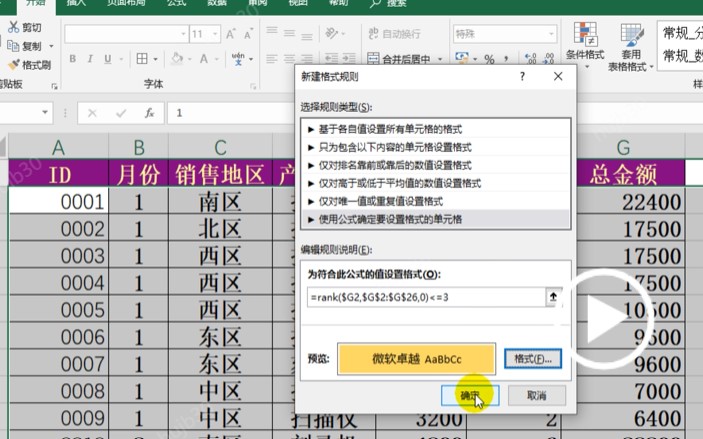 开始 插入 页面布局 公式 数据 审阅 视图 帮助 搜索
剪切
复制
格式刷
剪贴板
11
B I U
字体
自动换行
合并后居中
特殊
%
条件格式
套用
表格格式
常规_
常规_
1
新建格式规则
? ×
选择规则类型(S):
► 基于各自值设置所有单元格的格式
► 只为包含以下内容的单元格设置格式
► 仅对排名靠前或靠后的数值设置格式
► 仅对高于或低于平均值的数值设置格式
► 仅对唯一值或重复值设置格式
► 使用公式确定要设置格式的单元格
编辑规则说明(E):
为符合此公式的值设置格式(O):
=rank($G2,$G$2:$G$26,0)<=3
预览:
微软卓越 AaBbCc
格式(F)...
确定
取消
A B C G
ID 月份 销售地区 总金额
0001 1 南区 22400
0002 1 北区 17500
0003 1 西区 17500
0004 1 西区 17500
0005 1 西区 10500
0006 1 东区 9600
0007 1 东区 9600
0008 1 中区 7000
0009 1 中区 扫描仪 3200 2 6400